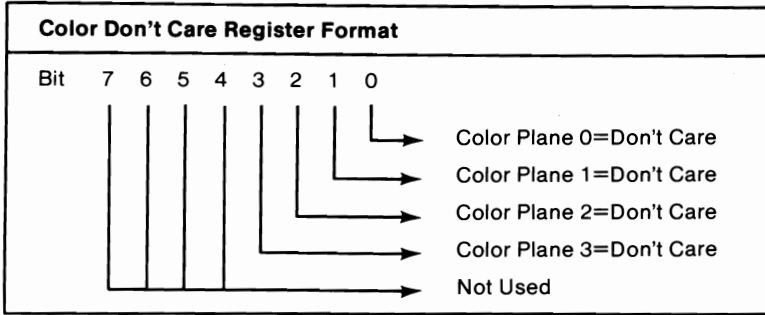 Color Don't Care Register Format
Bit 7 6 5 4 3 2 1 0
Color Plane 0=Don't Care
Color Plane 1=Don't Care
Color Plane 2=Don't Care
Color Plane 3=Don't Care
Not Used